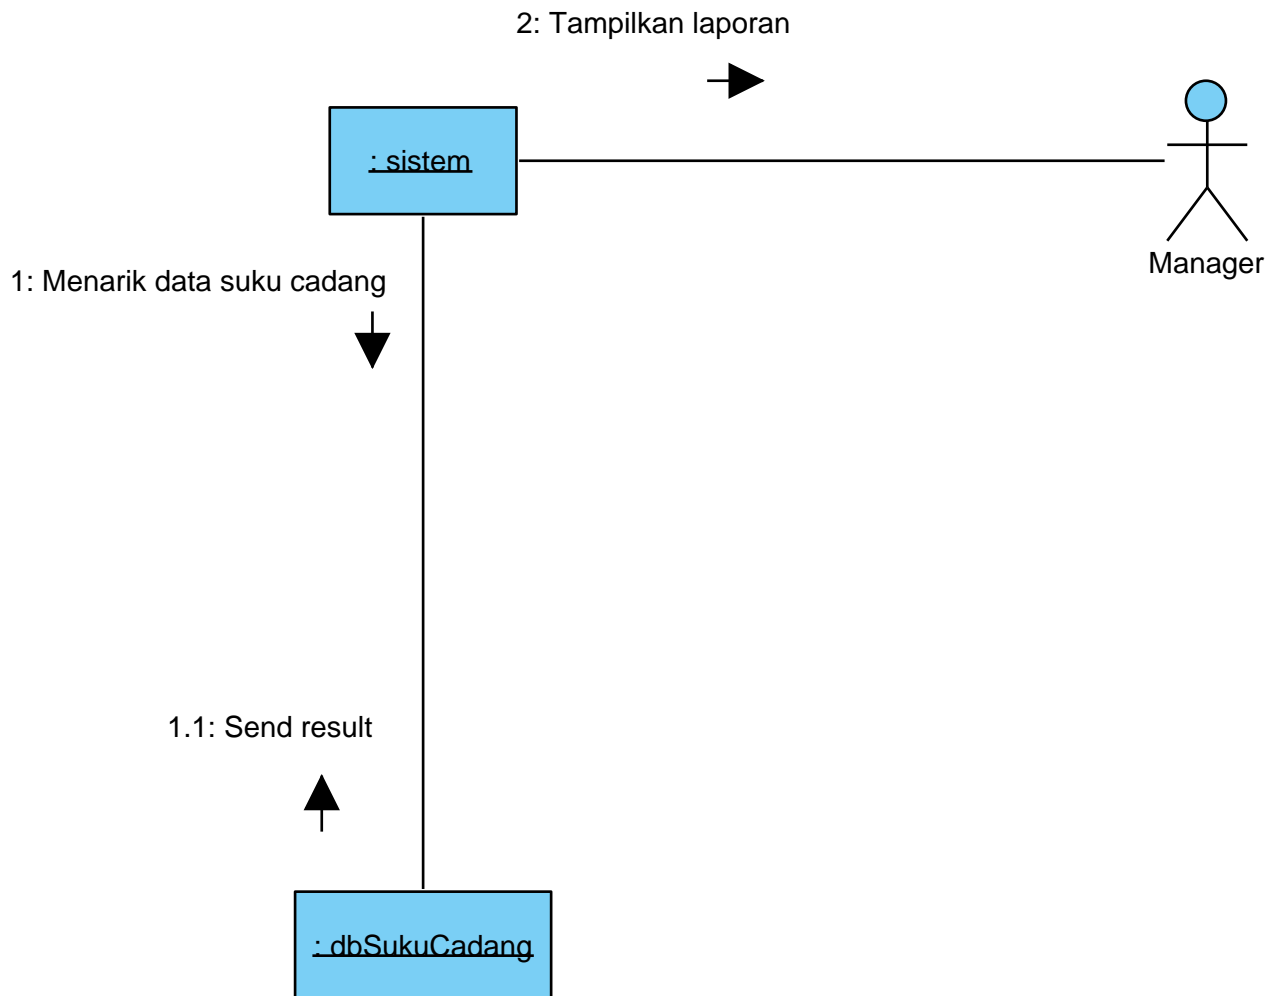 2: Tampilkan laporan
: sistem
Manager
1: Menarik data suku cadang
1.1: Send result
: dbSukuCadang